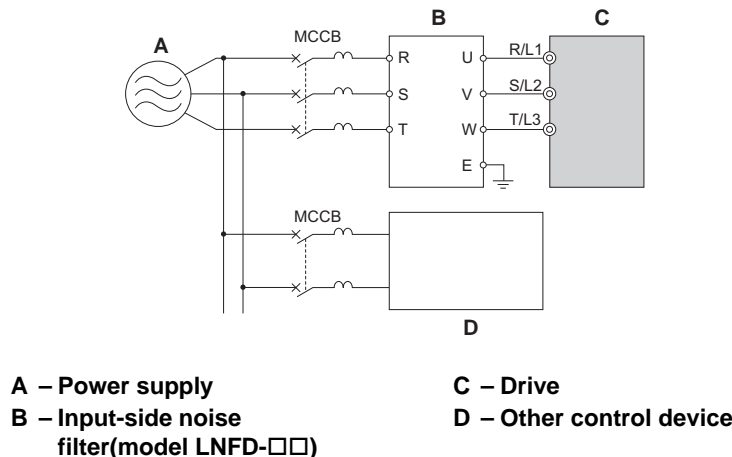 B
C
A
MCCB
R
U
R/L1
S
V
S/L2
T
W
T/L3
E
MCCB
D
A – Power supply
B – Input-side noise
filter(model LNFD-□□)
C – Drive
D – Other control device